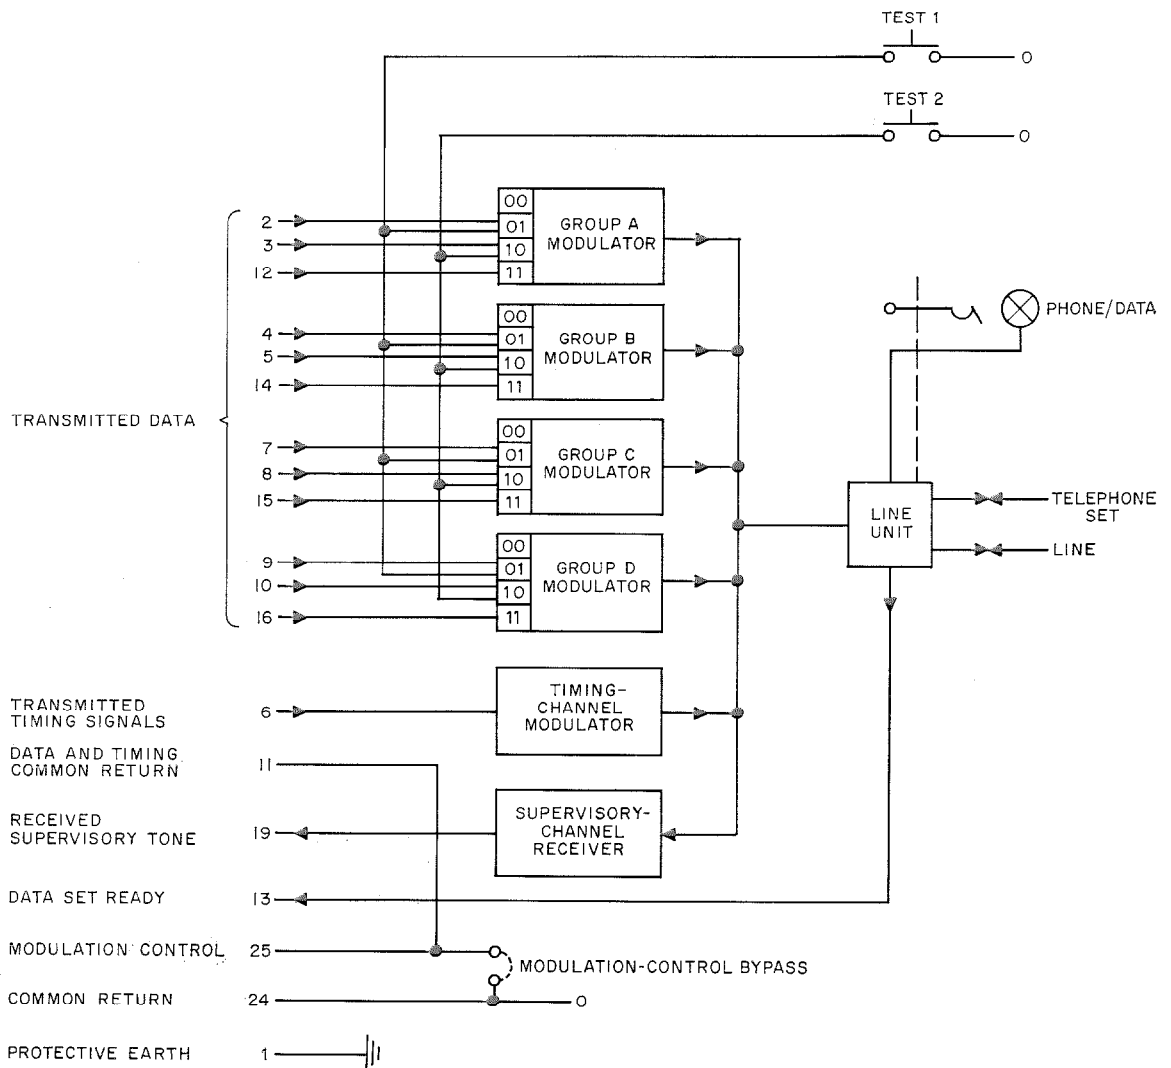 TEST 1
O
TEST 2
O
00
2
01
GROUP A
MODULATOR
3
10
12
11
00
4
01
GROUP B
MODULATOR
5
10
14
11
PHONE/DATA
TRANSMITTED DATA
00
7
01
GROUP C
MODULATOR
8
10
15
11
LINE
UNIT
TELEPHONE
SET
LINE
00
9
01
GROUP D
MODULATOR
10
10
16
11
TRANSMITTED
TIMING SIGNALS
6
TIMING-
CHANNEL
MODULATOR
DATA AND TIMING
COMMON RETURN
11
RECEIVED
SUPERVISORY TONE
19
SUPERVISORY-
CHANNEL
RECEIVER
DATA SET READY
13
MODULATION CONTROL
25
MODULATION-CONTROL BYPASS
COMMON RETURN
24
O
PROTECTIVE EARTH
1